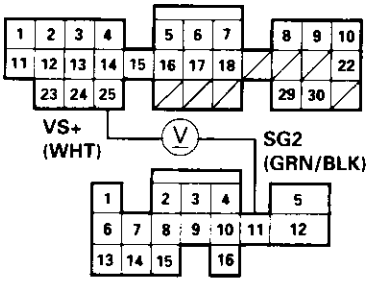 1 2 3 4 5 6 7 8 9 10
11 12 13 14 15 16 17 18 22
23 24 25 29 30
VS+
(WHT)
V
SG2
(GRN/BLK)
1 2 3 4 5
6 7 8 9 10 11 12
13 14 15 16